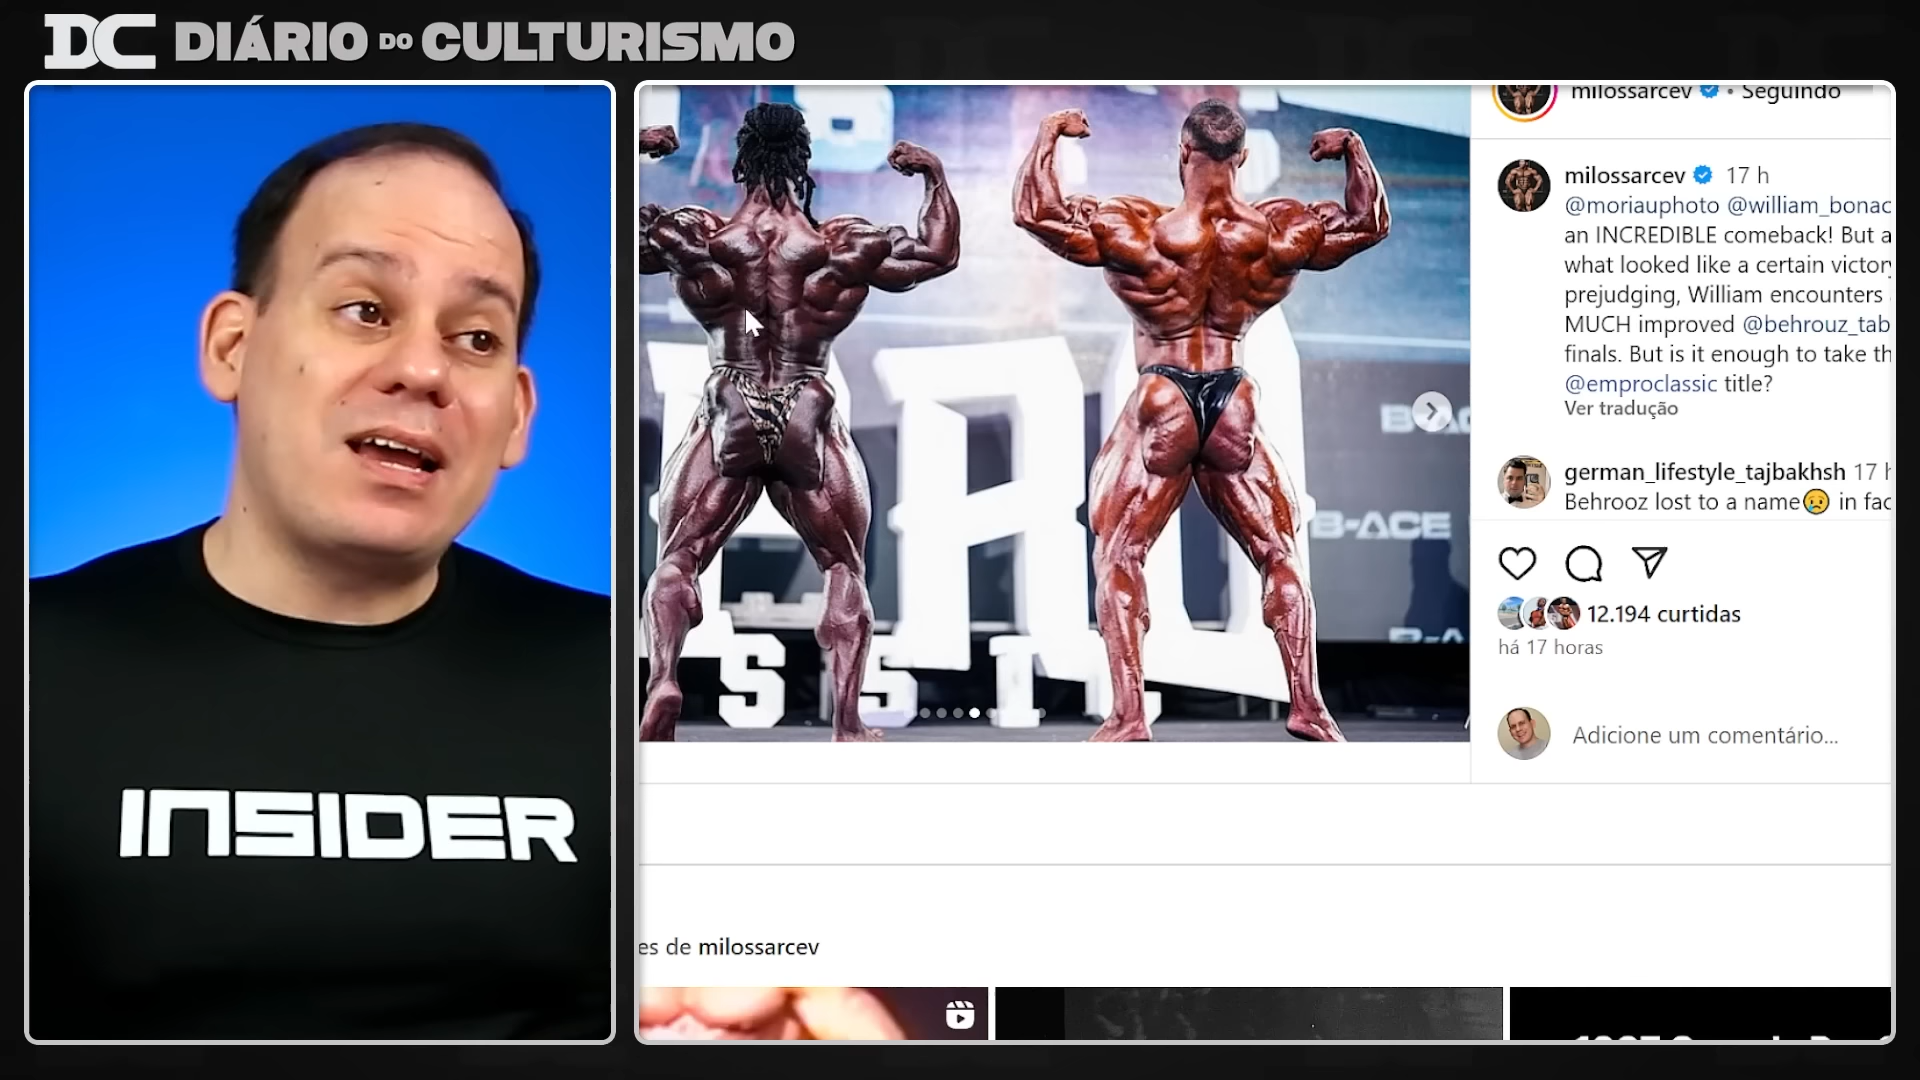 DC DIÁRIO DO CULTURISMO
INSIDER
B-ACE
SSIC
milossarcev • Seguindo
milossarcev 17 h
@moriauphoto @william_bonac
an INCREDIBLE comeback! But a
what looked like a certain victory
prejudging, William encounters
MUCH improved @behrouz_tab
finals. But is it enough to take th
@emproclassic title?
Ver tradução
german_lifestyle_tajbakhsh 17 h
Behrooz lost to a name😢 in fac
12.194 curtidas
há 17 horas
Adicione um comentário...
es de milossarcev